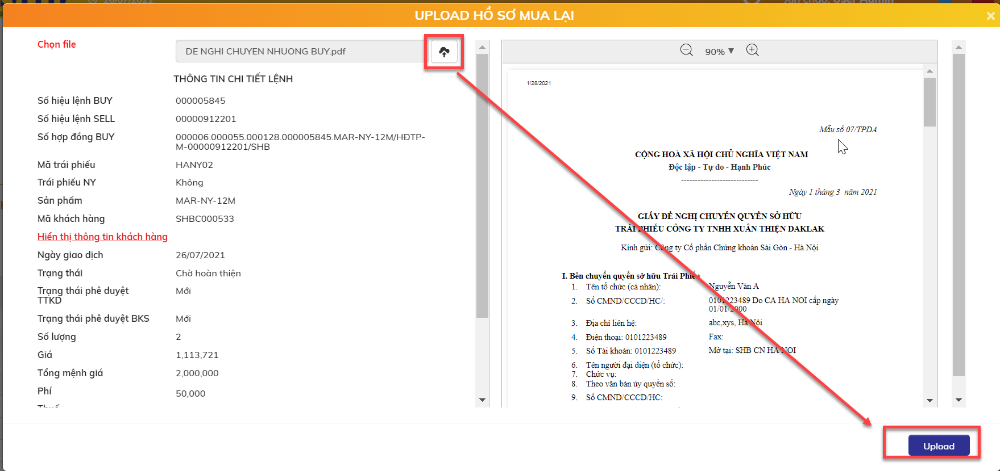 26/07/2021
Xin chào, User Admin
UPLOAD HỒ SƠ MUA LẠI
Chọn file
DE NGHI CHUYEN NHUONG BUY.pdf
THÔNG TIN CHI TIẾT LỆNH
Số hiệu lệnh BUY 000005845
Số hiệu lệnh SELL 00000912201
Số hợp đồng BUY 000006.000055.000128.000005845.MAR-NY-12M/HĐTP-
M-00000912201/SHB
Mã trái phiếu HANY02
Trái phiếu NY Không
Sản phẩm MAR-NY-12M
Mã khách hàng SHBC000533
Hiển thị thông tin khách hàng
Ngày giao dịch 26/07/2021
Trạng thái Chờ hoàn thiện
Trạng thái phê duyệt Mới
TTKD
Trạng thái phê duyệt BKS Mới
Số lượng 2
Giá 1,113,721
Tổng mệnh giá 2,000,000
Phí 50,000
Thuế
90%
1/28/2021
Mẫu số 07/TPDA
CỘNG HOÀ XÃ HỘI CHỦ NGHĨA VIỆT NAM
Độc lập - Tự do - Hạnh Phúc
----------------------------
Ngày 1 tháng 3 năm 2021
GIẤY ĐỀ NGHỊ CHUYỂN QUYỀN SỞ HỮU
TRÁI PHIẾU CÔNG TY TNHH XUÂN THIỆN DAKLAK
Kính gửi: Công ty Cổ phần Chứng khoán Sài Gòn - Hà Nội
I. Bên chuyển quyền sở hữu Trái Phiếu
1. Tên tổ chức (cá nhân): Nguyễn Văn A
2. Số CMND/CCCD/HC/: 0101223489 Do CA HA NOI cấp ngày
01/01/2000
3. Địa chỉ liên hệ: abc,xys, Ha Nội
4. Điện thoại: 0101223489 Fax:
5. Số Tài khoản: 0101223489 Mở tại: SHB CN HA NOI
6. Tên người đại diện (tổ chức):
7. Chức vụ:
8. Theo văn bản ủy quyền số:
9. Số CMND/CCCD/HC:
Upload